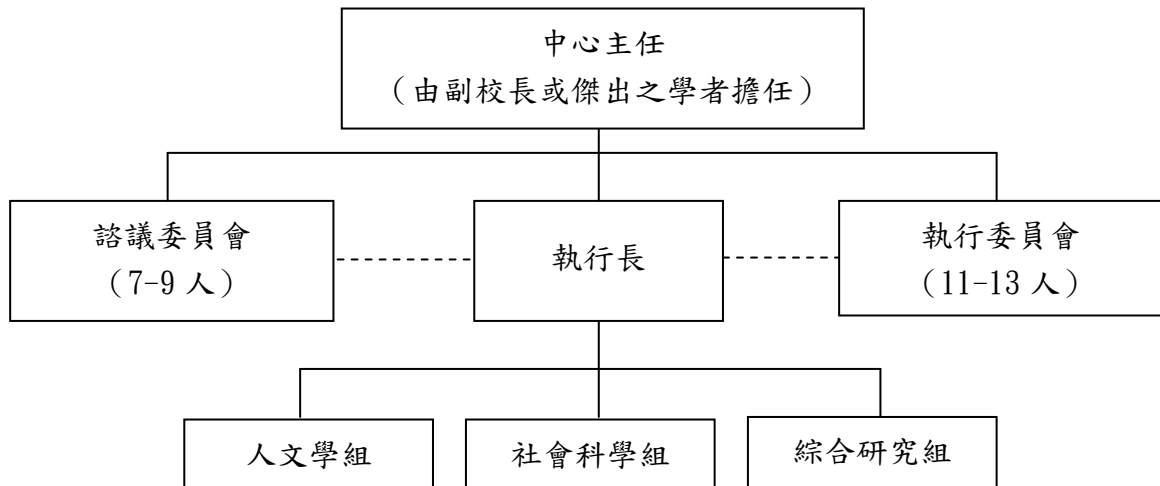 中心主任
（由副校長或傑出之學者擔任）
諮議委員會
（7-9 人）
執行長
執行委員會
（11-13 人）
人文學組
社會科學組
綜合研究組